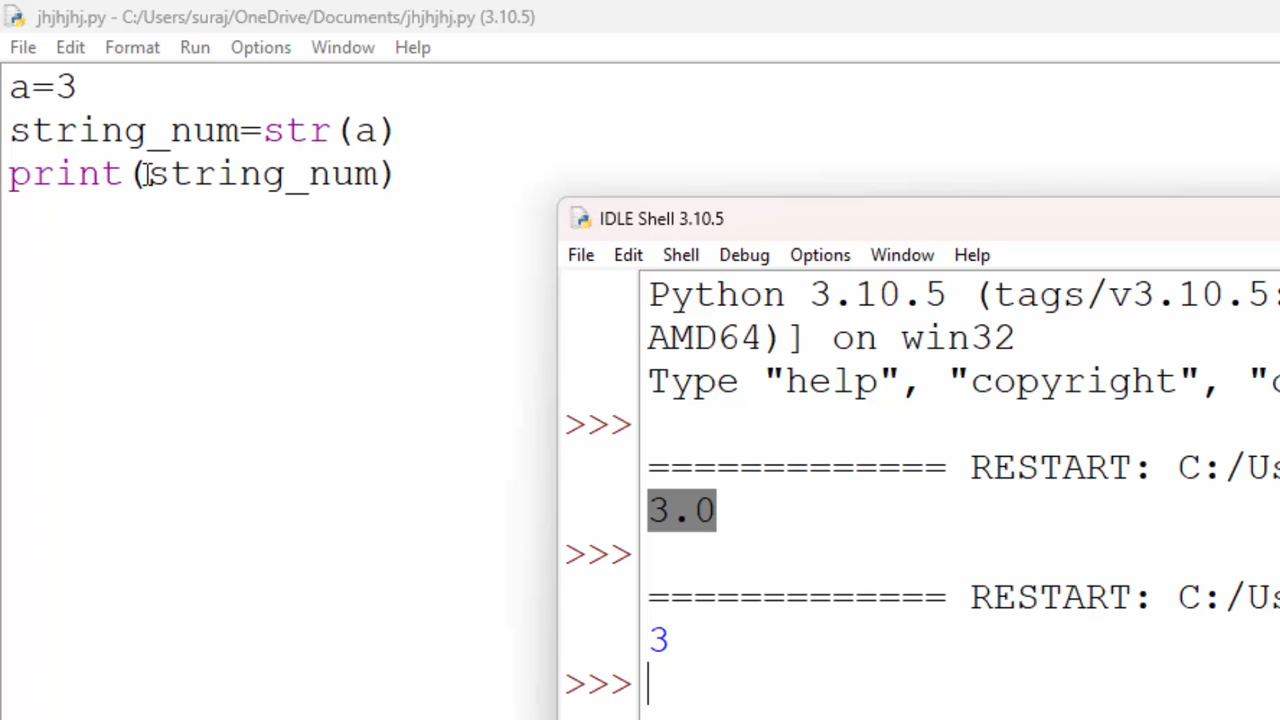 jhjhjhj.py - C:/Users/suraj/OneDrive/Documents/jhjhjhj.py (3.10.5)
File Edit Format Run Options Window Help
a=3
string_num=str(a)
print(string_num)
IDLE Shell 3.10.5
File Edit Shell Debug Options Window Help
Python 3.10.5 (tags/v3.10.5:
AMD64)] on win32
Type "help", "copyright", "c
>>>
============= RESTART: C:/Us
3.0
>>>
============= RESTART: C:/Us
3
>>>